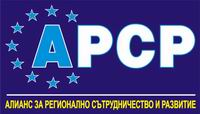 АРСР
АЛИАНС ЗА РЕГИОНАЛНО СЪТРУДНИЧЕСТВО И РАЗВИТИЕ